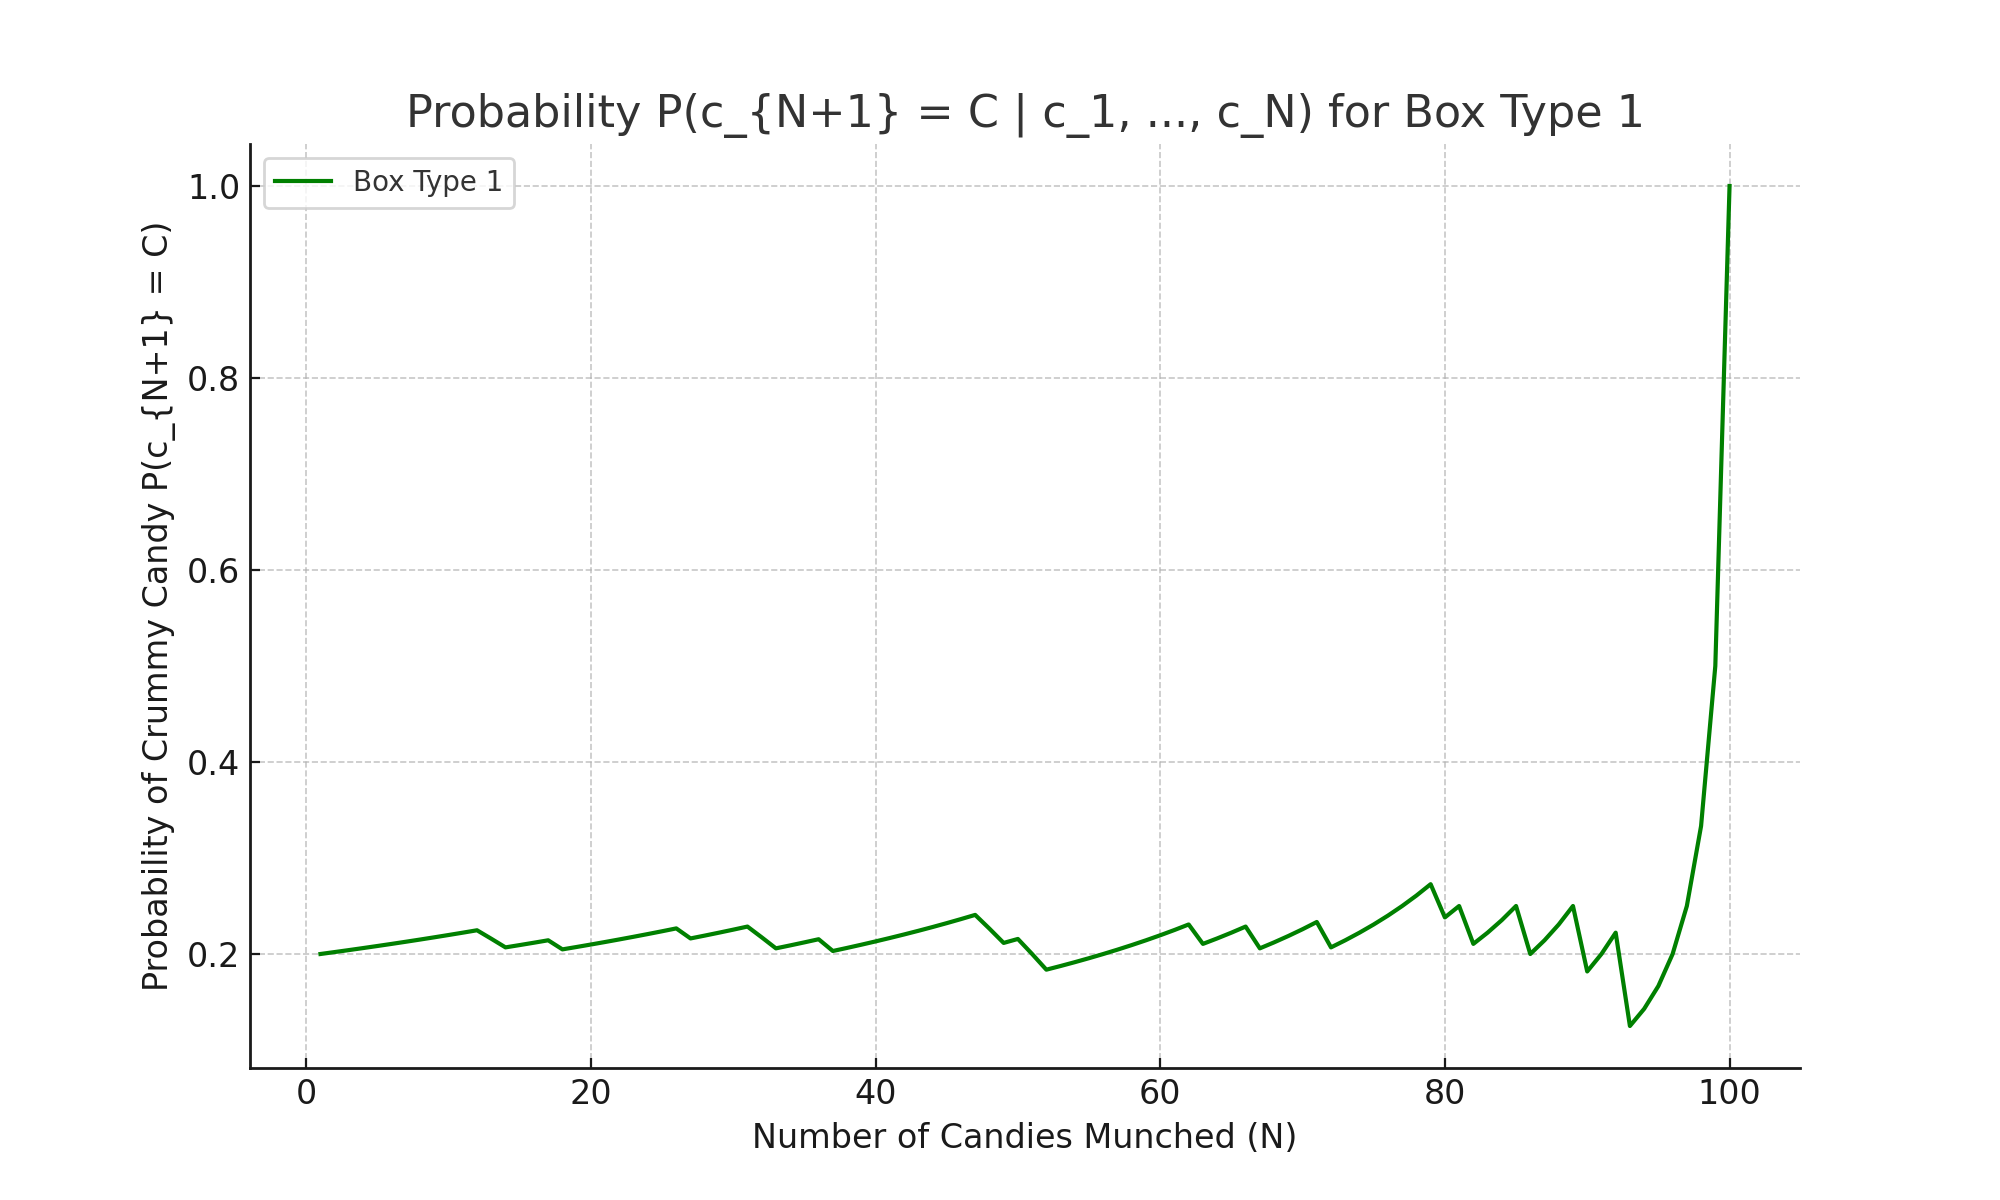 Probability P(c_{N+1} = C | c_1, ..., c_N) for Box Type 1
Box Type 1
Probability of Crummy Candy P(c_{N+1} = C)
1.0
0.8
0.6
0.4
0.2
0 20 40 60 80 100
Number of Candies Munched (N)